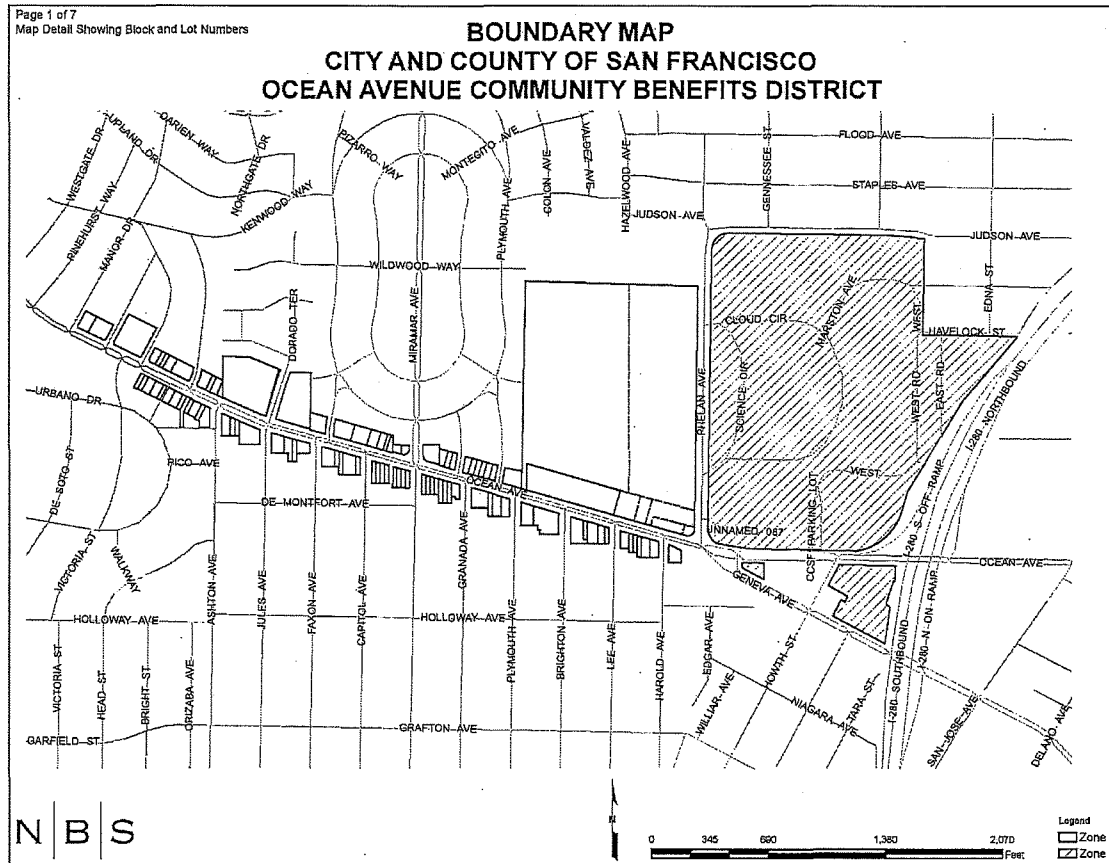 Page 1 of 7
Map Detail Showing Block and Lot Numbers
BOUNDARY MAP
CITY AND COUNTY OF SAN FRANCISCO
OCEAN AVENUE COMMUNITY BENEFITS DISTRICT
WESTGATE DR
UPLAND DR
DARIEN WAY
NORTHGATE DR
PIZARRO WAY
MONTECITO AVE
COLON AVE
VALDEZ AVE
HAZELWOOD AVE
GENNESSEE ST
FLOOD AVE
STAPLES AVE
RINEHURST WAY
MANOR DR
KENWOOD WAY
PLYMOUTH AVE
JUDSON AVE
JUDSON AVE
WILDWOOD WAY
MIRAMAR AVE
DORADO TER
EDNA ST
MARSTON AVE
WEST
CLOUD CIR
HAVELOCK ST
SCIENCE CIR
PHELAN AVE
WEST RD
EAST RD
I-280 NORTHBOUND
URBANO DR
PICO AVE
DE SOTO ST
OCEAN AVE
WEST
DE MONTFORT AVE
UNNAMED 087
CCSF PARKING LOT
I-280 S OFF RAMP
OCEAN AVE
VICTORIA ST
WALKWAY
ASHTON AVE
JULES AVE
FAXON AVE
CAPITOL AVE
GRANADA AVE
PLYMOUTH AVE
BRIGHTON AVE
LEE AVE
HAROLD AVE
GENEVA AVE
HOLLOWAY AVE
HOLLOWAY AVE
EDGAR AVE
HOWTH ST
I-280 SOUTHBOUND
I-280 N ON RAMP
VICTORIA ST
HEAD ST
BRIGHT ST
ORIZABA AVE
WILLIAR AVE
NIAGARA AVE
TARA ST
SAN JOSE AVE
DELANO AVE
GARFIELD ST
GRAFTON AVE
N B S
N
0 345 690 1,380 2,070
Feet
Legend
Zone
Zone